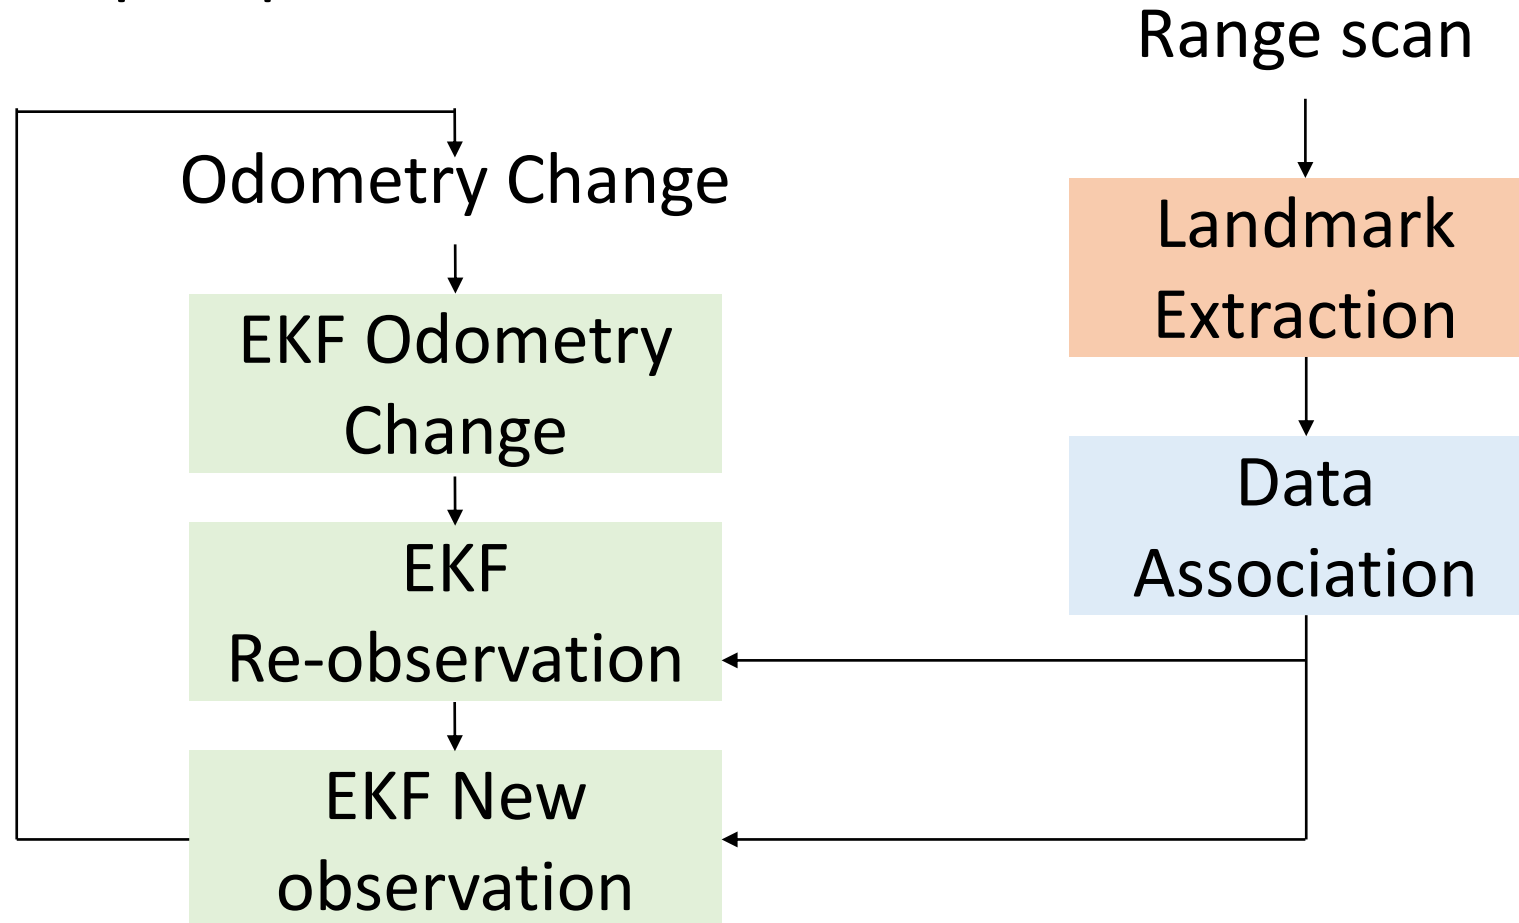 Range scan
Odometry Change
Landmark
Extraction
EKF Odometry
Change
Data
Association
EKF
Re-observation
EKF New
observation